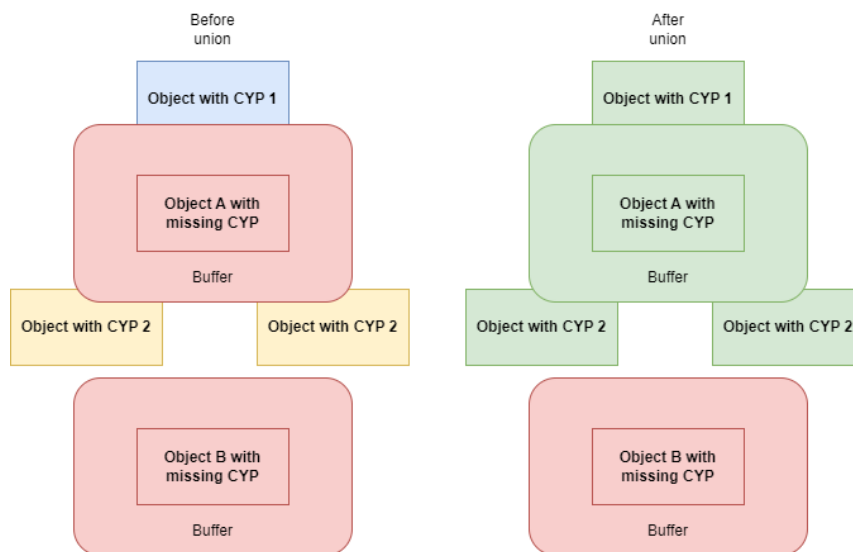 Before
union
Object with CYP 1
Object A with
missing CYP
Buffer
Object with CYP 2
Object with CYP 2
Object B with
missing CYP
Buffer
After
union
Object with CYP 1
Object A with
missing CYP
Buffer
Object with CYP 2
Object with CYP 2
Object B with
missing CYP
Buffer